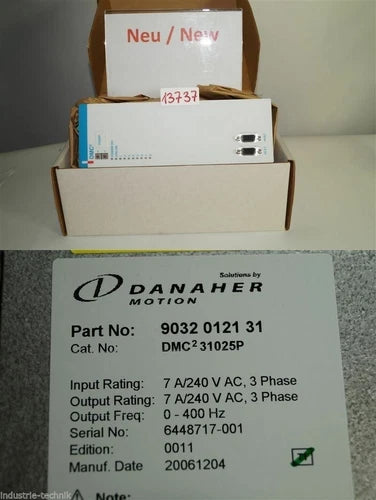 Neu / New
13737
DMC²
Solutions by
DANAHER
MOTION
Part No: 9032 0121 31
Cat. No: DMC² 31025P
Input Rating: 7 A/240 V AC, 3 Phase
Output Rating: 7 A/240 V AC, 3 Phase
Output Freq: 0 - 400 Hz
Serial No: 6448717-001
Edition: 0011
Manuf. Date 20061204
Note:
industrie-technik